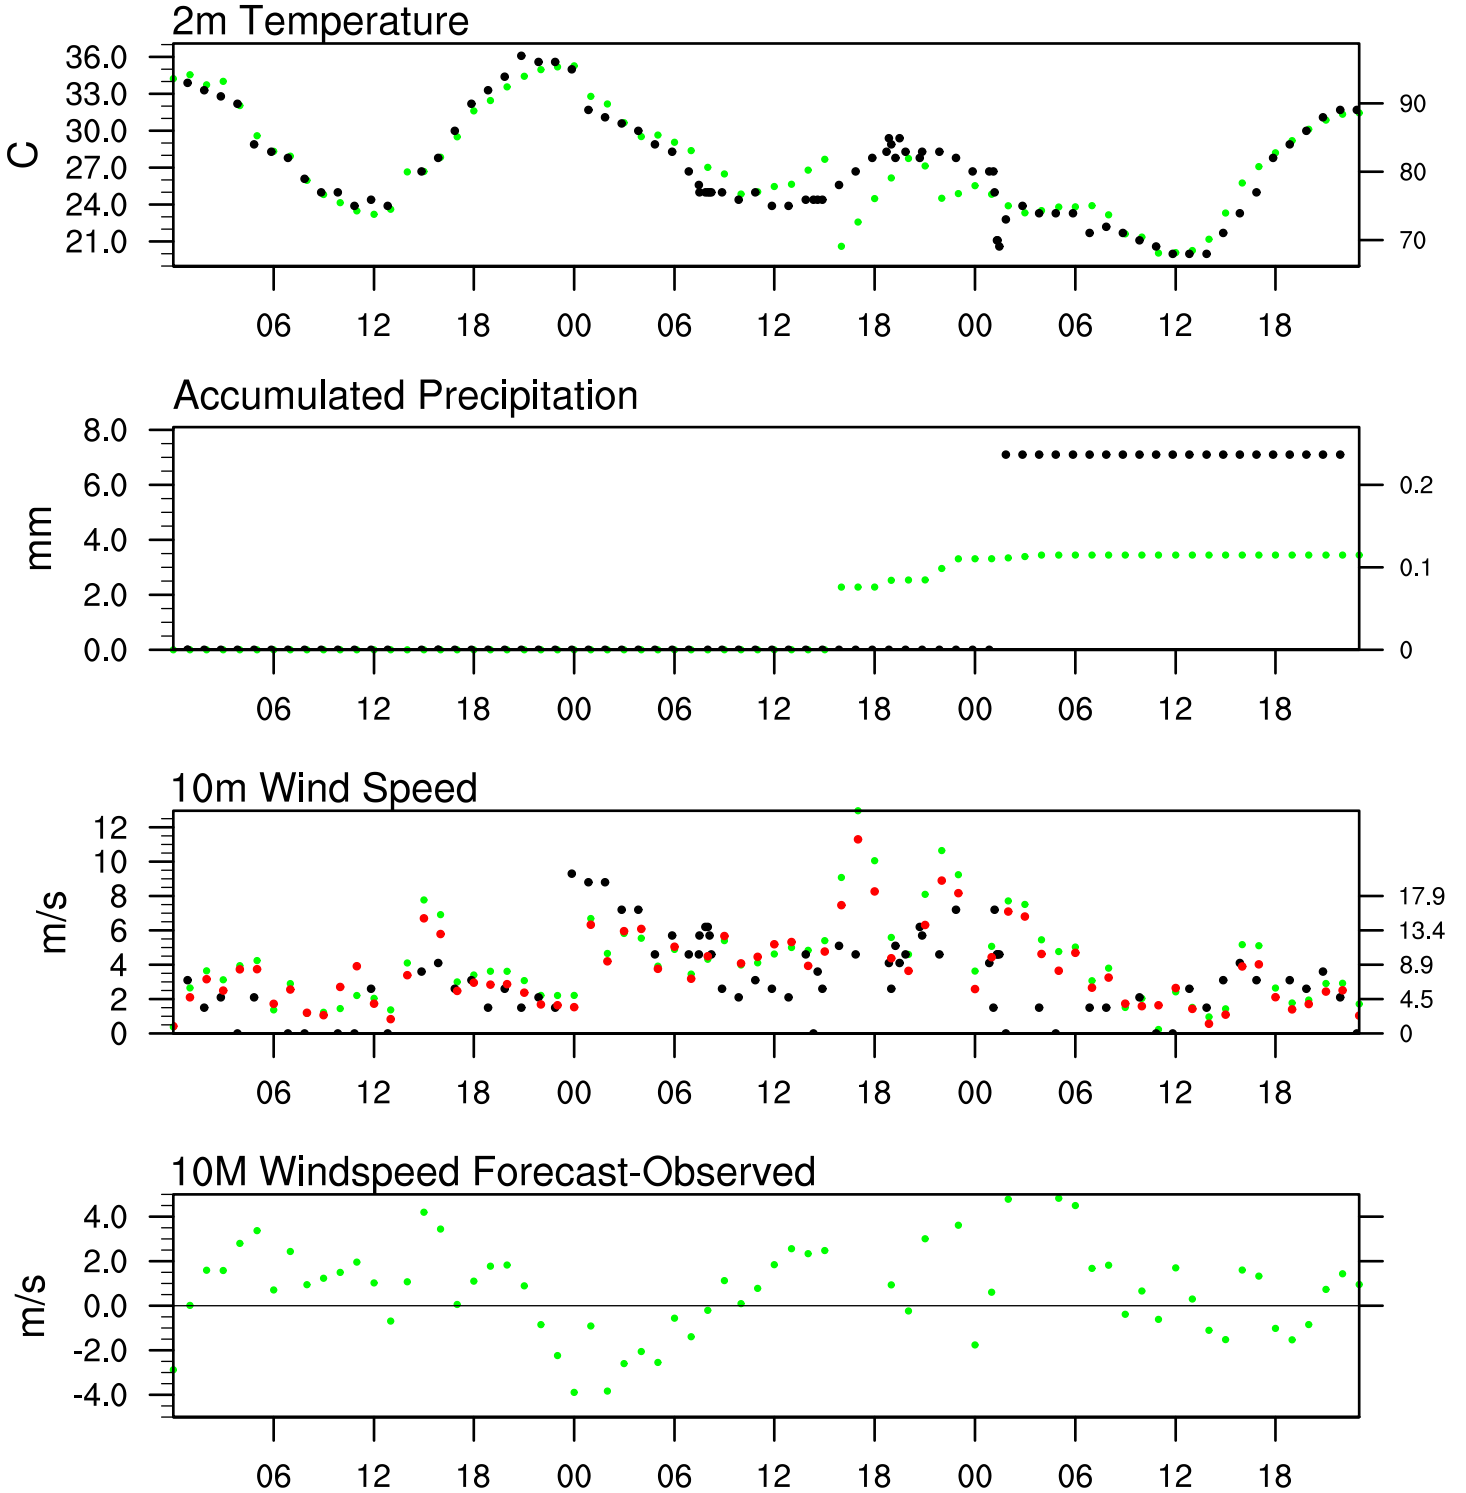 2m Temperature
36.0
33.0
30.0
27.0
24.0
21.0
C
90
80
70
06 12 18 00 06 12 18 00 06 12 18
Accumulated Precipitation
8.0
6.0
4.0
2.0
0.0
mm
0.2
0.1
0
06 12 18 00 06 12 18 00 06 12 18
10m Wind Speed
12
10
8
6
4
2
0
m/s
17.9
13.4
8.9
4.5
0
06 12 18 00 06 12 18 00 06 12 18
10M Windspeed Forecast-Observed
4.0
2.0
0.0
-2.0
-4.0
m/s
06 12 18 00 06 12 18 00 06 12 18